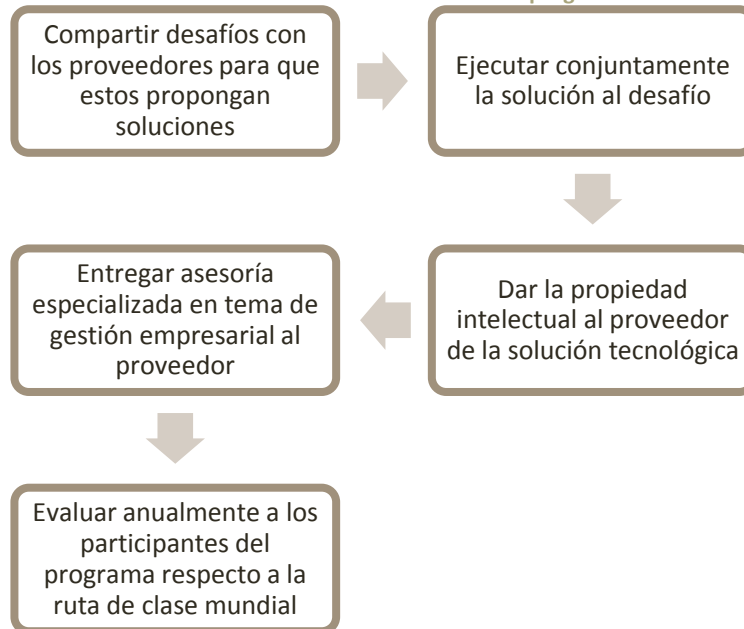 Compartir desafíos con
los proveedores para que
estos propongan
soluciones
Ejecutar conjuntamente
la solución al desafío
Dar la propiedad
intelectual al proveedor
de la solución tecnológica
Entregar asesoría
especializada en tema de
gestión empresarial al
proveedor
Evaluar anualmente a los
participantes del
programa respecto a la
ruta de clase mundial